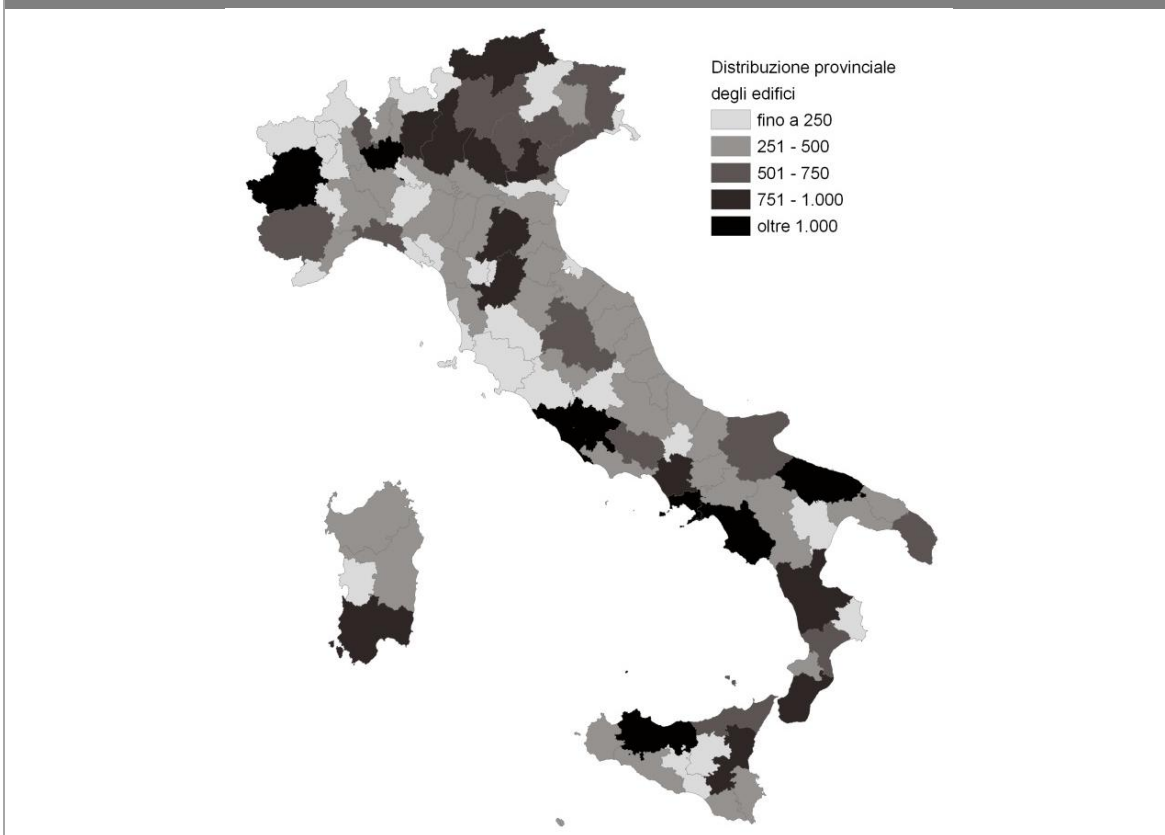 Distribuzione provinciale
degli edifici
fino a 250
251 - 500
501 - 750
751 - 1.000
oltre 1.000